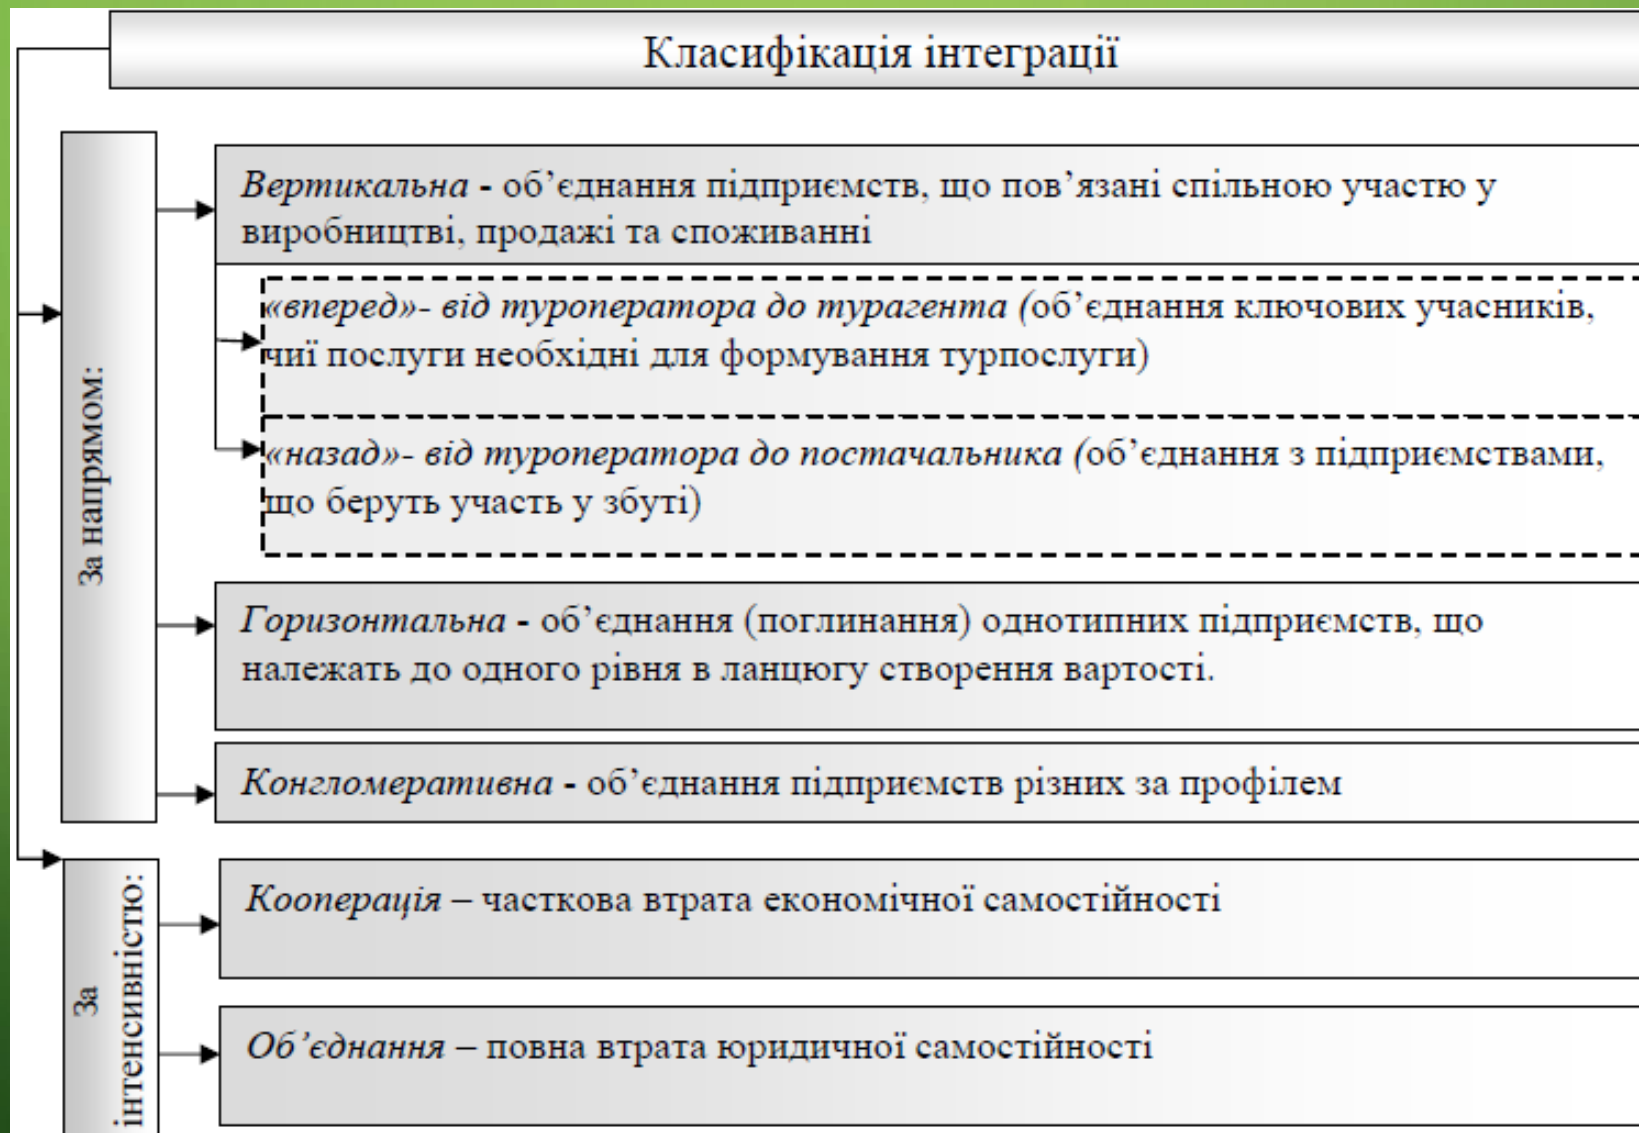 Класифікація інтеграції
За напрямом:
Вертикальна - об’єднання підприємств, що пов’язані спільною участю у
виробництві, продажі та споживанні
«вперед»- від туроператора до турагента (об’єднання ключових учасників,
чиї послуги необхідні для формування турпослуги)
«назад»- від туроператора до постачальника (об’єднання з підприємствами,
що беруть участь у збуті)
Горизонтальна - об’єднання (поглинання) однотипних підприємств, що
належать до одного рівня в ланцюгу створення вартості.
Конгломеративна - об’єднання підприємств різних за профілем
За
інтенсивністю:
Кооперація – часткова втрата економічної самостійності
Об’єднання – повна втрата юридичної самостійності